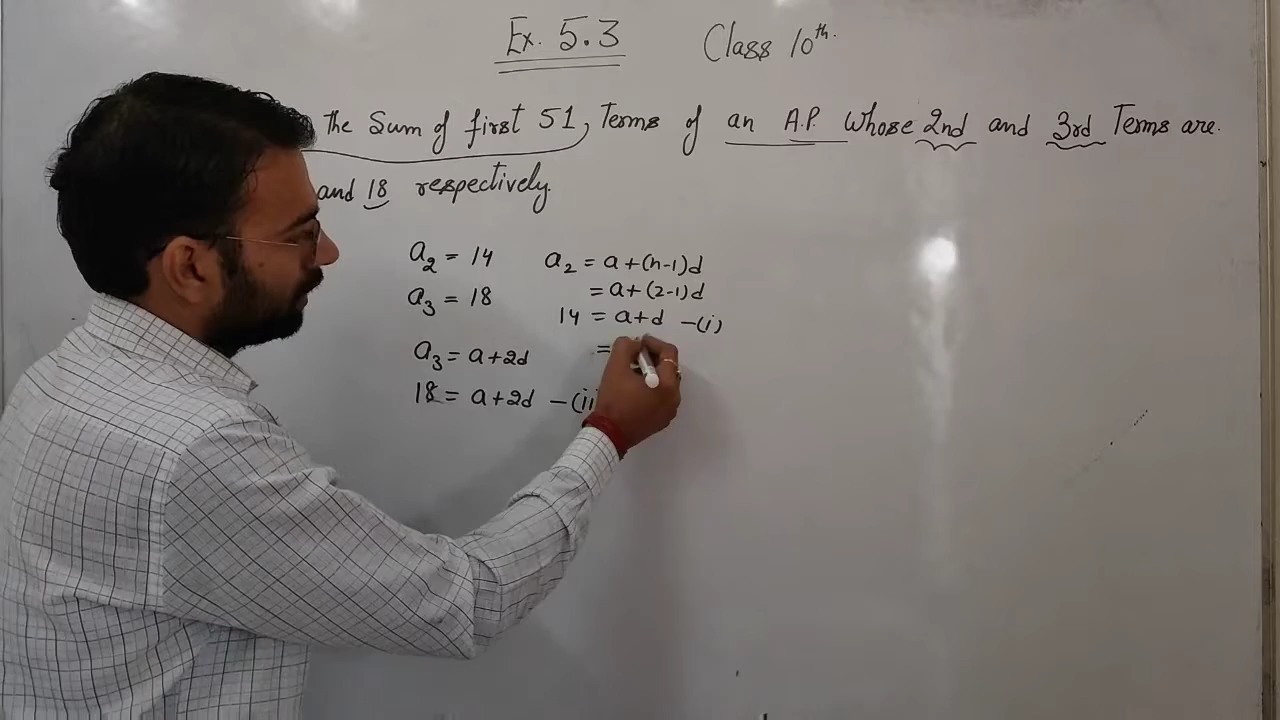 Ex. 5.3 Class 10th.
the Sum of first 51, Terms of an A.P. whose 2nd and 3rd Terms are.
and 18 respectively.
a2 = 14
a3 = 18
a3 = a+2d
18 = a+2d -(ii)
a2 = a+(n-1)d
= a+(2-1)d
14 = a+d -(i)
=